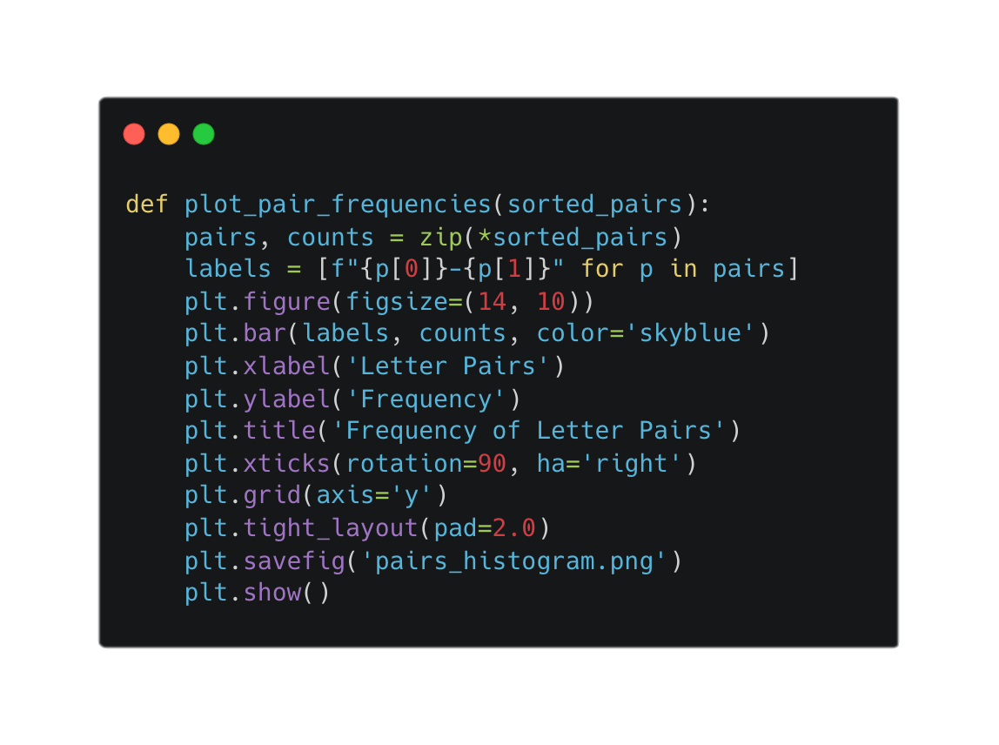 def plot_pair_frequencies(sorted_pairs):
    pairs, counts = zip(*sorted_pairs)
    labels = [f"{p[0]}-{p[1]}" for p in pairs]
    plt.figure(figsize=(14, 10))
    plt.bar(labels, counts, color='skyblue')
    plt.xlabel('Letter Pairs')
    plt.ylabel('Frequency')
    plt.title('Frequency of Letter Pairs')
    plt.xticks(rotation=90, ha='right')
    plt.grid(axis='y')
    plt.tight_layout(pad=2.0)
    plt.savefig('pairs_histogram.png')
    plt.show()